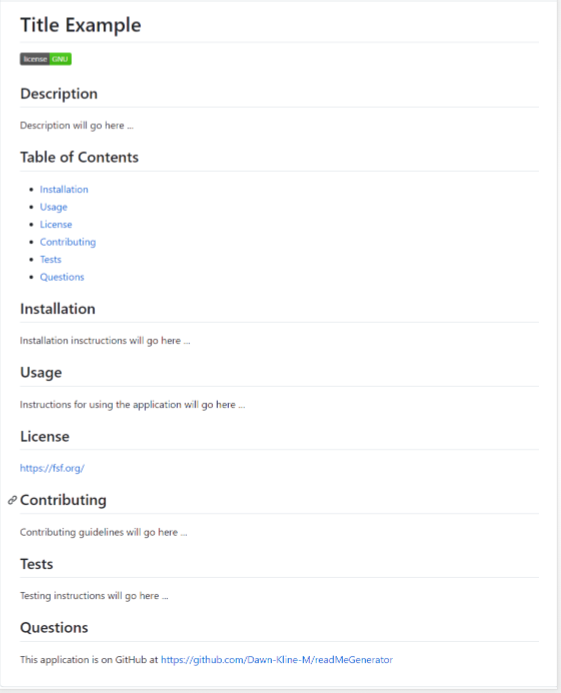 Title Example
license GNU
Description
Description will go here ...
Table of Contents
Installation
Usage
License
Contributing
Tests
Questions
Installation
Installation insctructions will go here ...
Usage
Instructions for using the application will go here ...
License
https://fsf.org/
Contributing
Contributing guidelines will go here ...
Tests
Testing instructions will go here ...
Questions
This application is on GitHub at https://github.com/Dawn-Kline-M/readMeGenerator